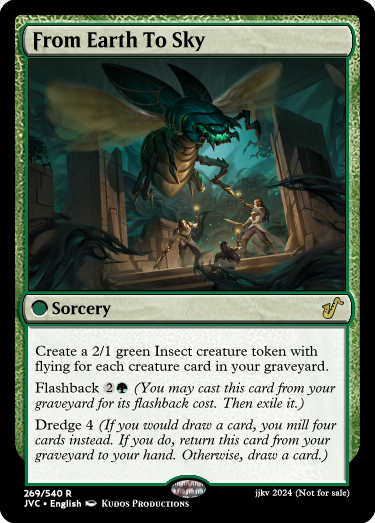 From Earth To Sky
Sorcery
Create a 2/1 green Insect creature token with
flying for each creature card in your graveyard.
Flashback 2 (You may cast this card from your
graveyard for its flashback cost. Then exile it.)
Dredge 4 (If you would draw a card, you mill four
cards instead. If you do, return this card from your
graveyard to your hand. Otherwise, draw a card.)
269/540 R
jjkv 2024 (Not for sale)
JVC • English Kudos Productions